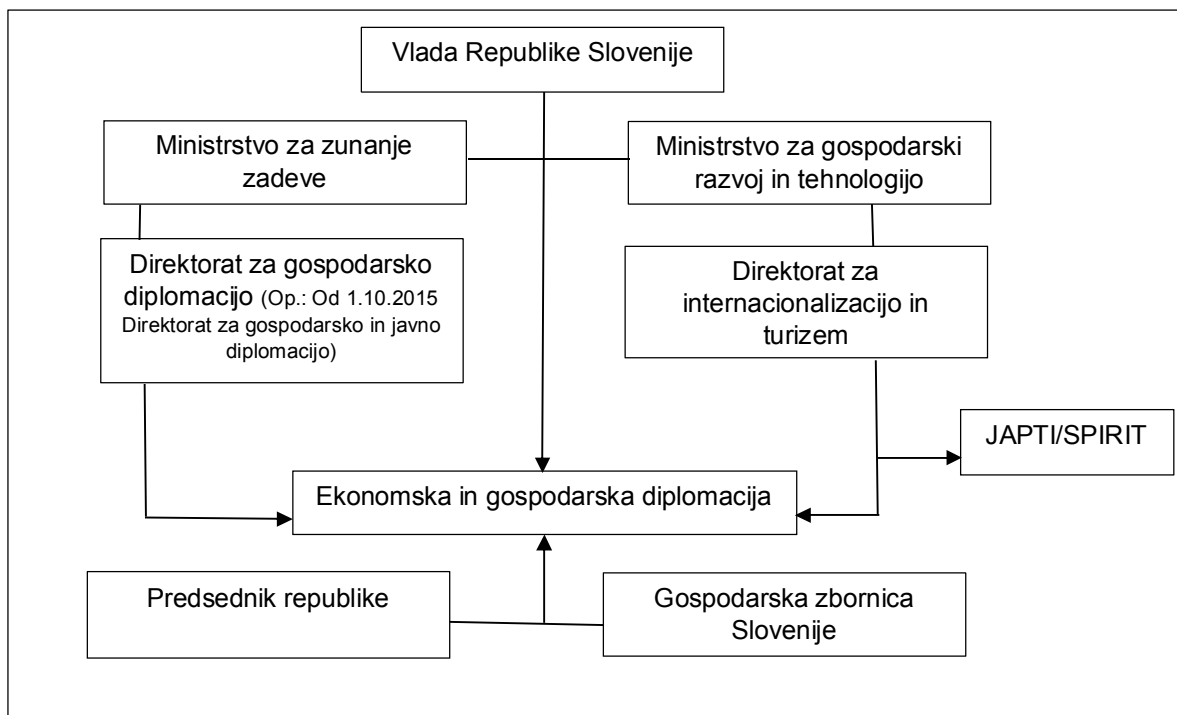 Vlada Republike Slovenije
Ministrstvo za zunanje
zadeve
Ministrstvo za gospodarski
razvoj in tehnologijo
Direktorat za gospodarsko
diplomacijo (Op.: Od 1.10.2015
Direktorat za gospodarsko in javno
diplomacijo)
Direktorat za
internacionalizacijo in
turizem
JAPTI/SPIRIT
Ekonomska in gospodarska diplomacija
Predsednik republike
Gospodarska zbornica
Slovenije